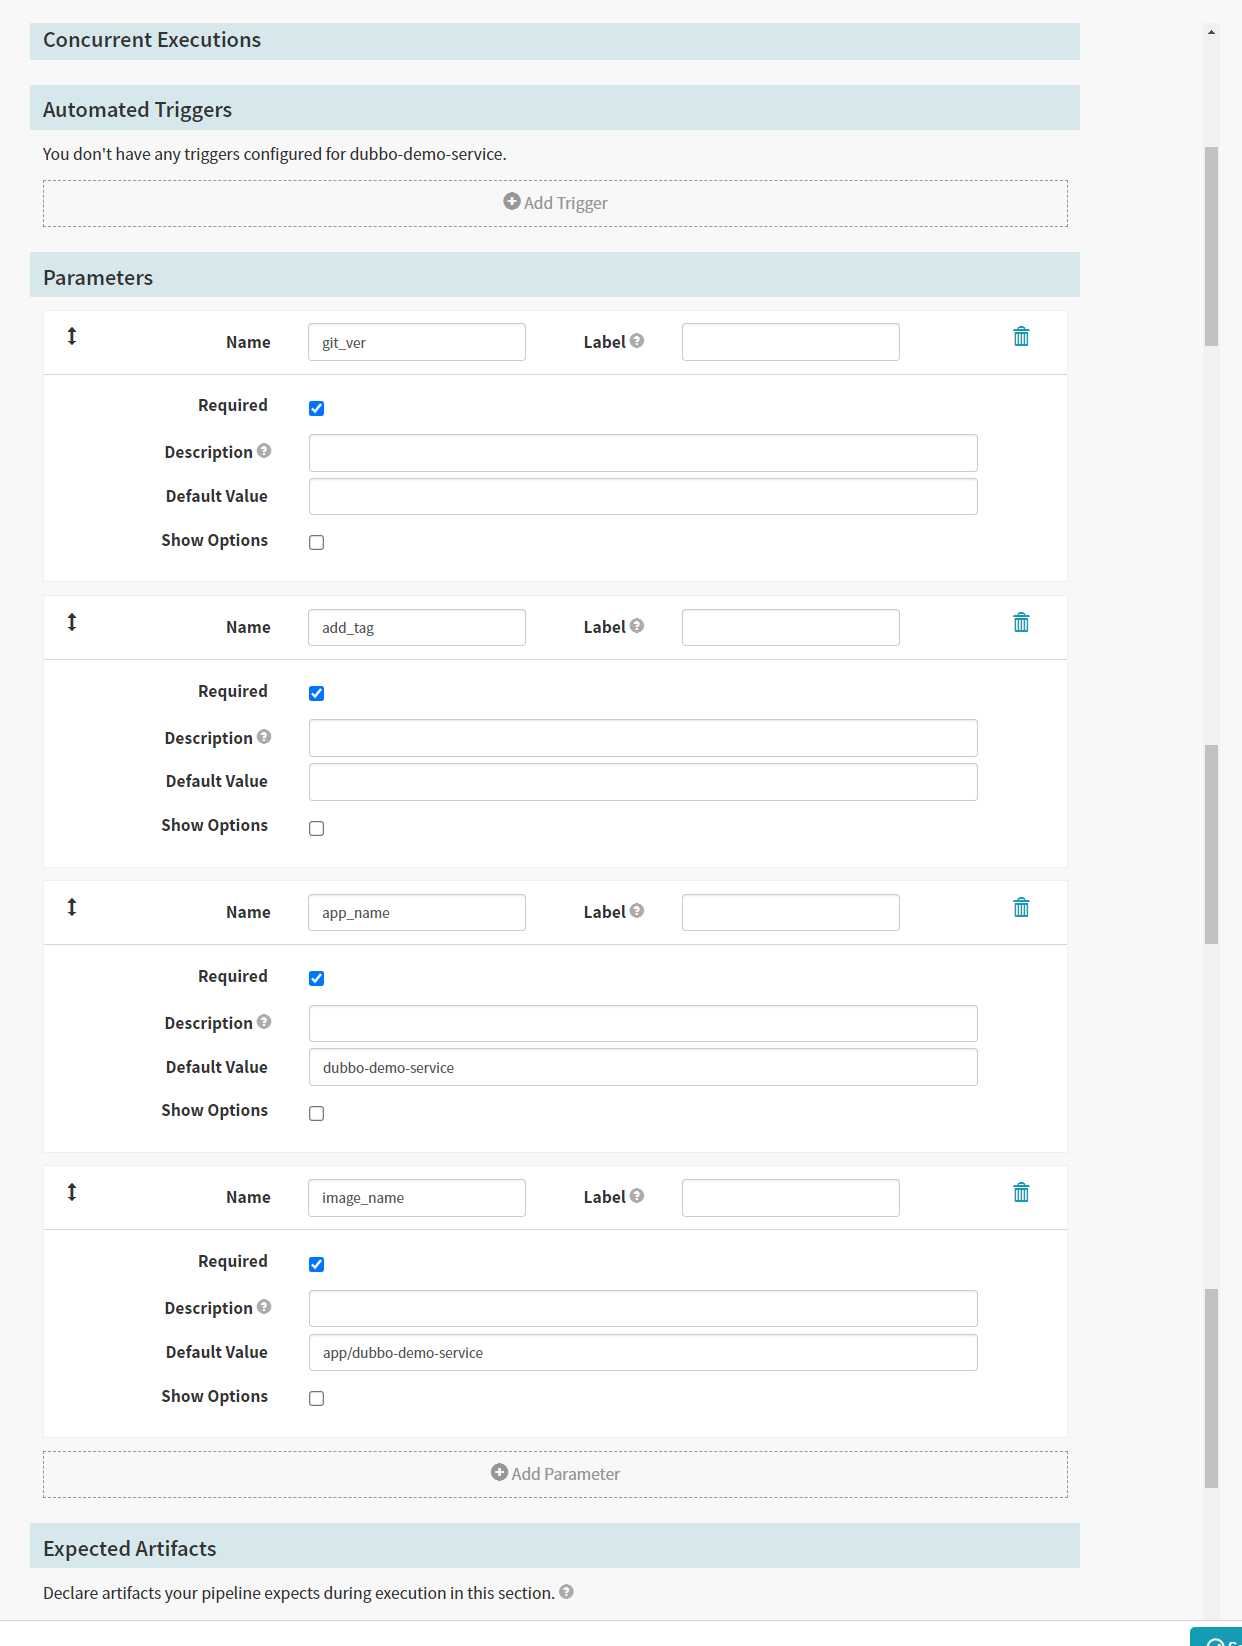 Concurrent Executions
Automated Triggers
You don't have any triggers configured for dubbo-demo-service.
Add Trigger
Parameters
Name git_ver Label
Required
Description
Default Value
Show Options
Name add_tag Label
Required
Description
Default Value
Show Options
Name app_name Label
Required
Description
Default Value dubbo-demo-service
Show Options
Name image_name Label
Required
Description
Default Value app/dubbo-demo-service
Show Options
Add Parameter
Expected Artifacts
Declare artifacts your pipeline expects during execution in this section.